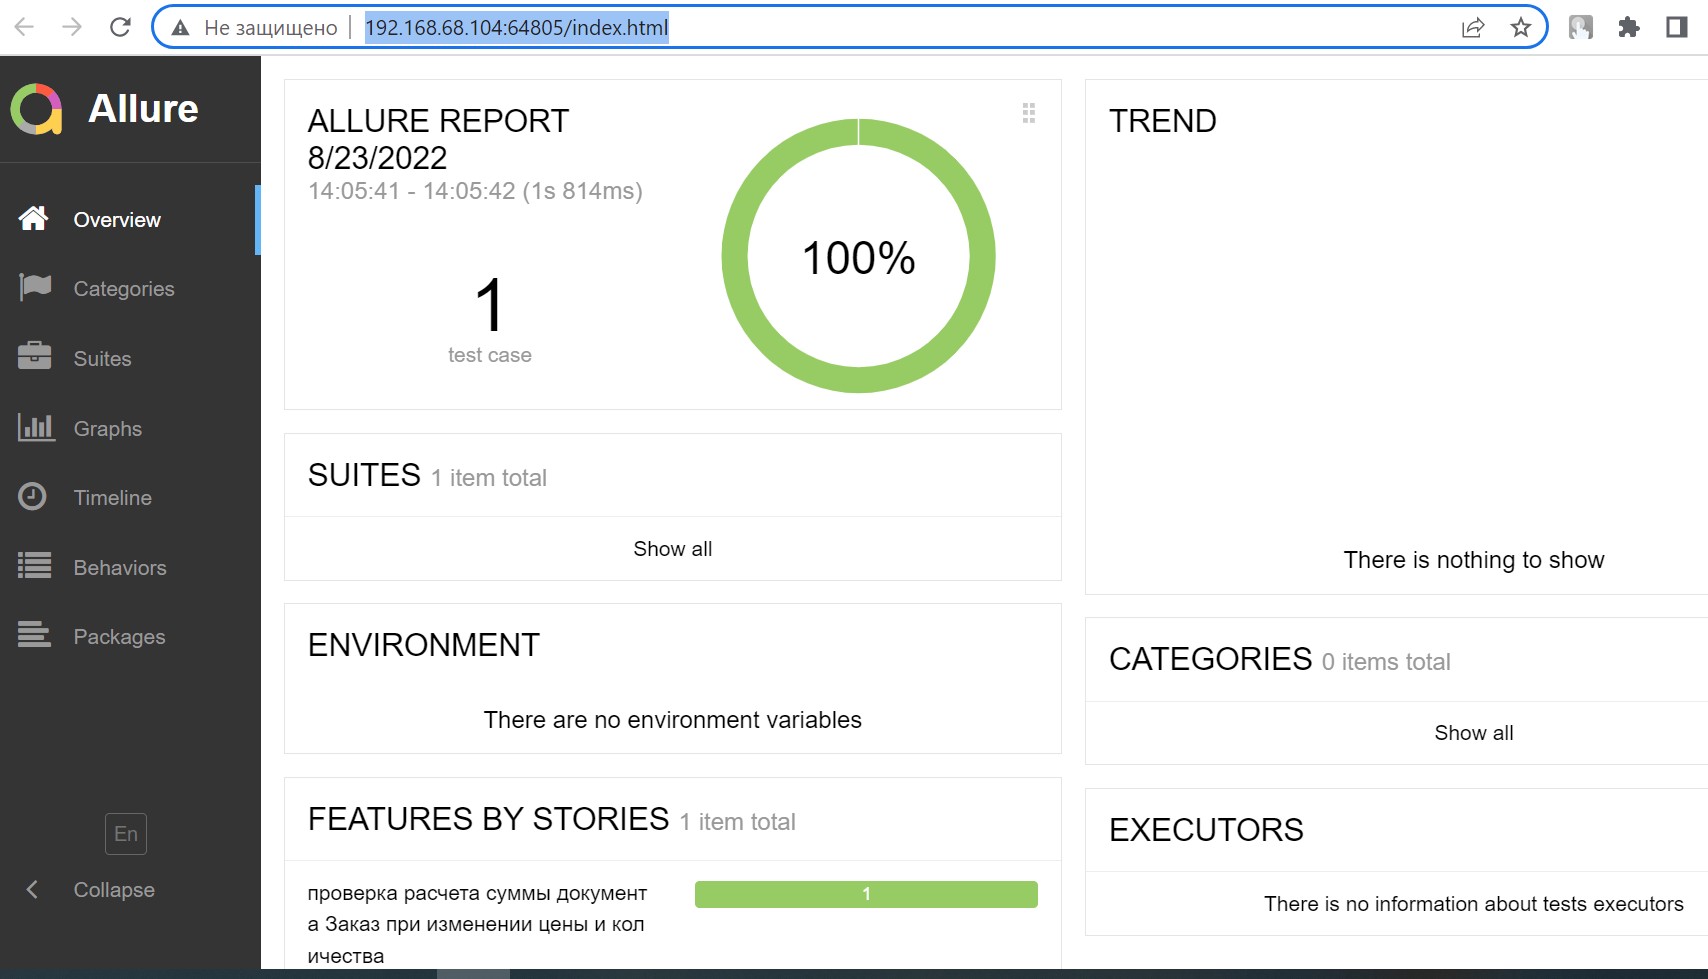 Не защищено
192.168.68.104:64805/index.html
Allure
Overview
Categories
Suites
Graphs
Timeline
Behaviors
Packages
En
Collapse
ALLURE REPORT
8/23/2022
14:05:41 - 14:05:42 (1s 814ms)
1
test case
100%
SUITES 1 item total
Show all
ENVIRONMENT
There are no environment variables
FEATURES BY STORIES 1 item total
проверка расчета суммы документ
а Заказ при изменении цены и кол
ичества
1
TREND
There is nothing to show
CATEGORIES 0 items total
Show all
EXECUTORS
There is no information about tests executors